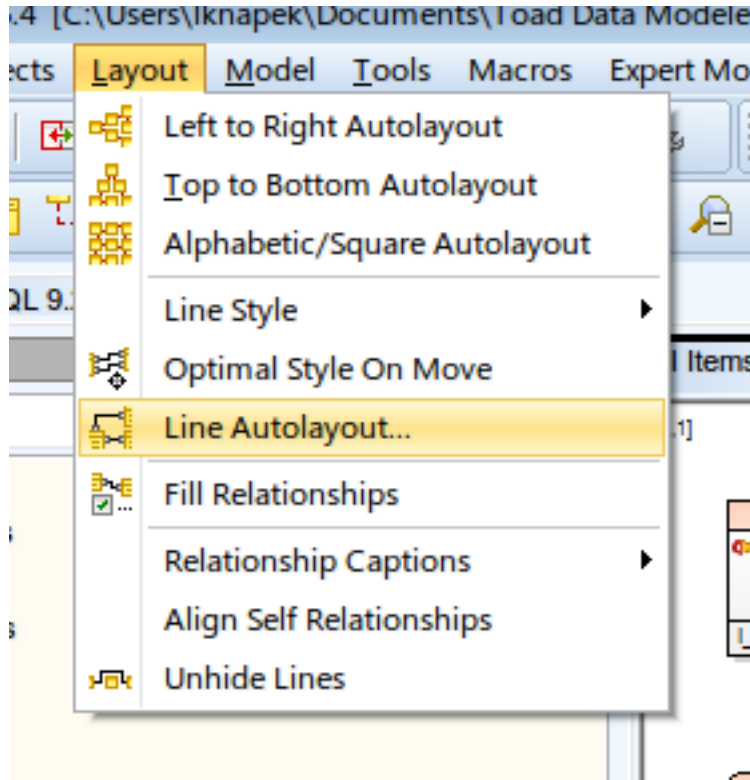 .4 [C:\Users\lknapek\Documents\Toad Data Modele
ects Layout Model Tools Macros Expert Mo
Left to Right Autolayout
Top to Bottom Autolayout
Alphabetic/Square Autolayout
QL 9.
Line Style
Optimal Style On Move
Items
Line Autolayout...
,1]
Fill Relationships
Relationship Captions
Align Self Relationships
Unhide Lines